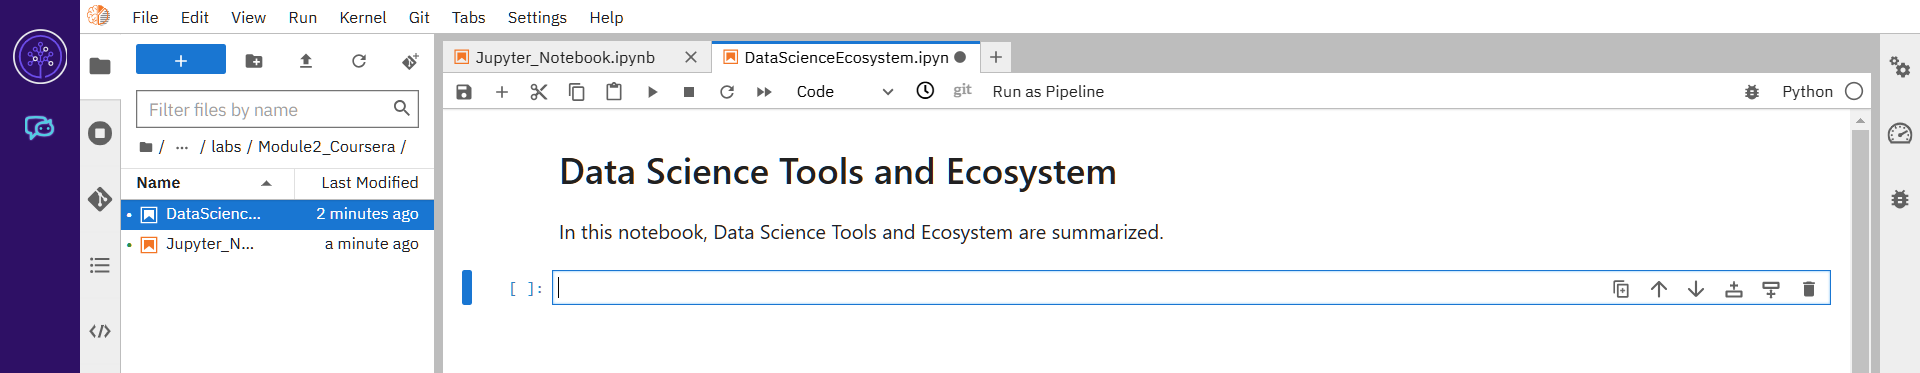 File Edit View Run Kernel Git Tabs Settings Help
+
Filter files by name
/ ... / labs / Module2_Coursera /
Name Last Modified
DataScienc... 2 minutes ago
Jupyter_N... a minute ago
Jupyter_Notebook.ipynb DataScienceEcosystem.ipyn
Code git Run as Pipeline Python
Data Science Tools and Ecosystem
In this notebook, Data Science Tools and Ecosystem are summarized.
[ ]: